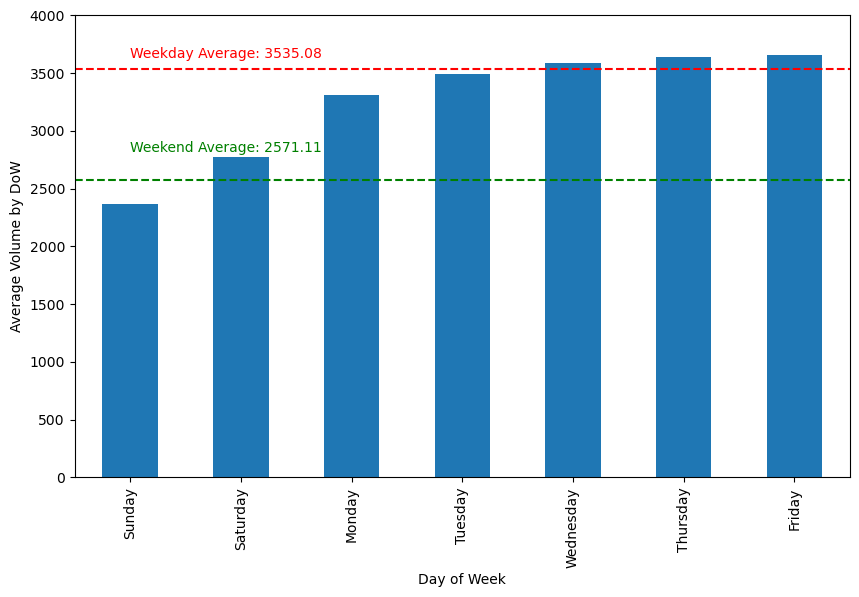 4000
3500
3000
2500
2000
1500
1000
500
0
Average Volume by DoW
Weekday Average: 3535.08
Weekend Average: 2571.11
Sunday
Saturday
Monday
Tuesday
Wednesday
Thursday
Friday
Day of Week